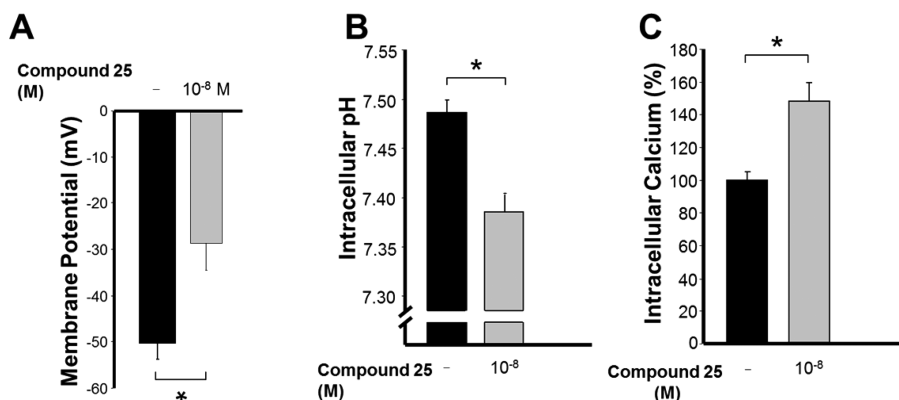 A
Compound 25
(M)
– 10⁻⁸ M
Membrane Potential (mV)
0
-10
-20
-30
-40
-50
-60
*
B
Intracellular pH
7.55
7.50
7.45
7.40
7.35
7.30
*
Compound 25
(M)
– 10⁻⁸
C
Intracellular Calcium (%)
180
160
140
120
100
80
60
40
20
0
*
Compound 25
(M)
– 10⁻⁸